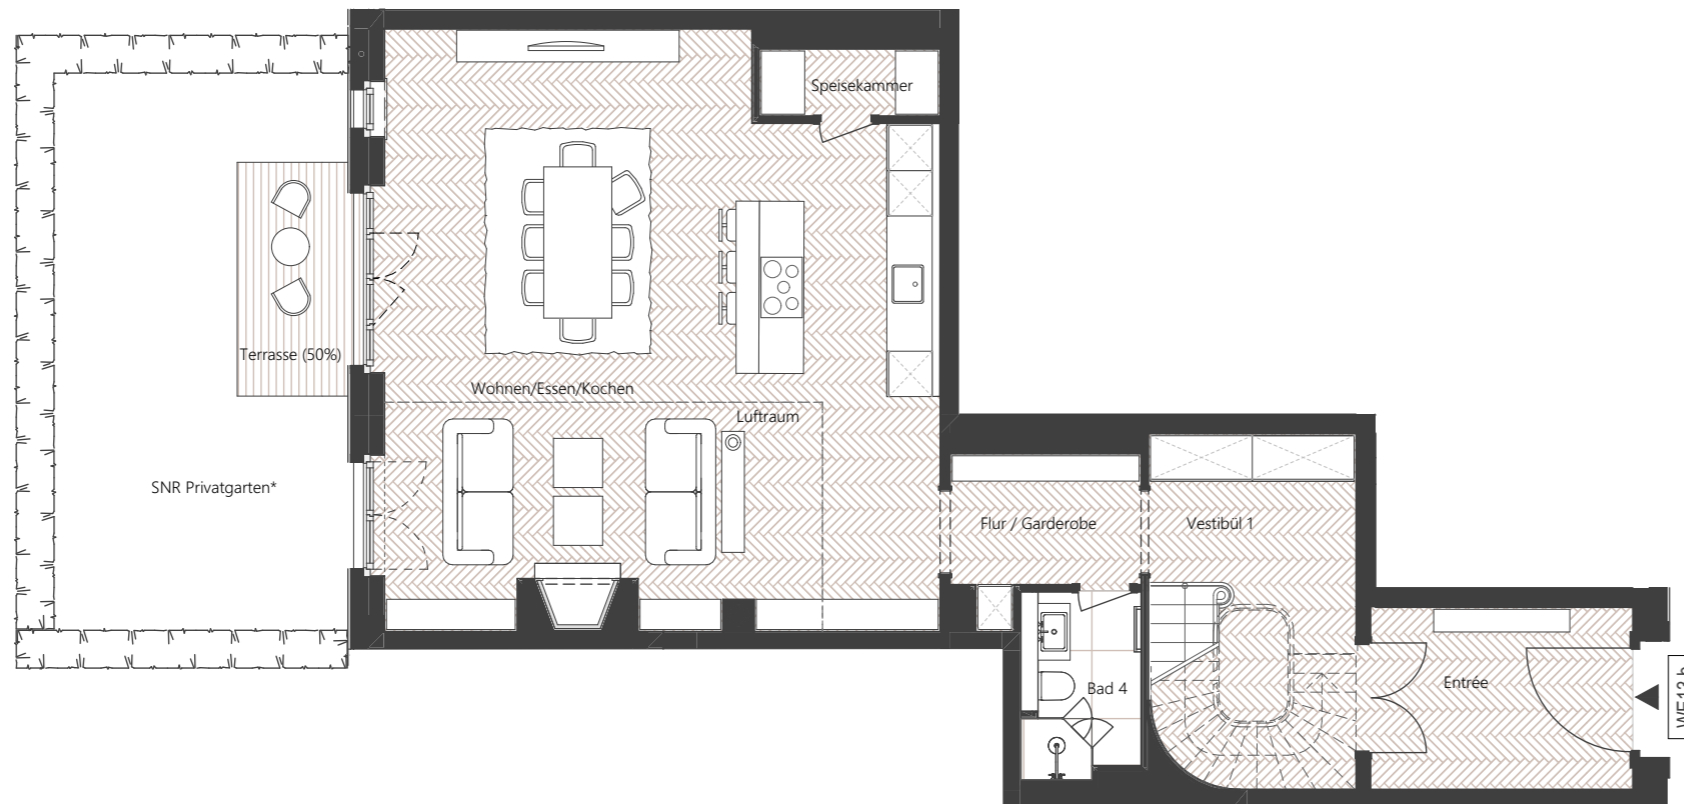 Speisekammer
Terrasse (50%)
Wohnen/Essen/Kochen
Luftraum
SNR Privatgarten*
Flur / Garderobe
Vestibül 1
Bad 4
Entrée